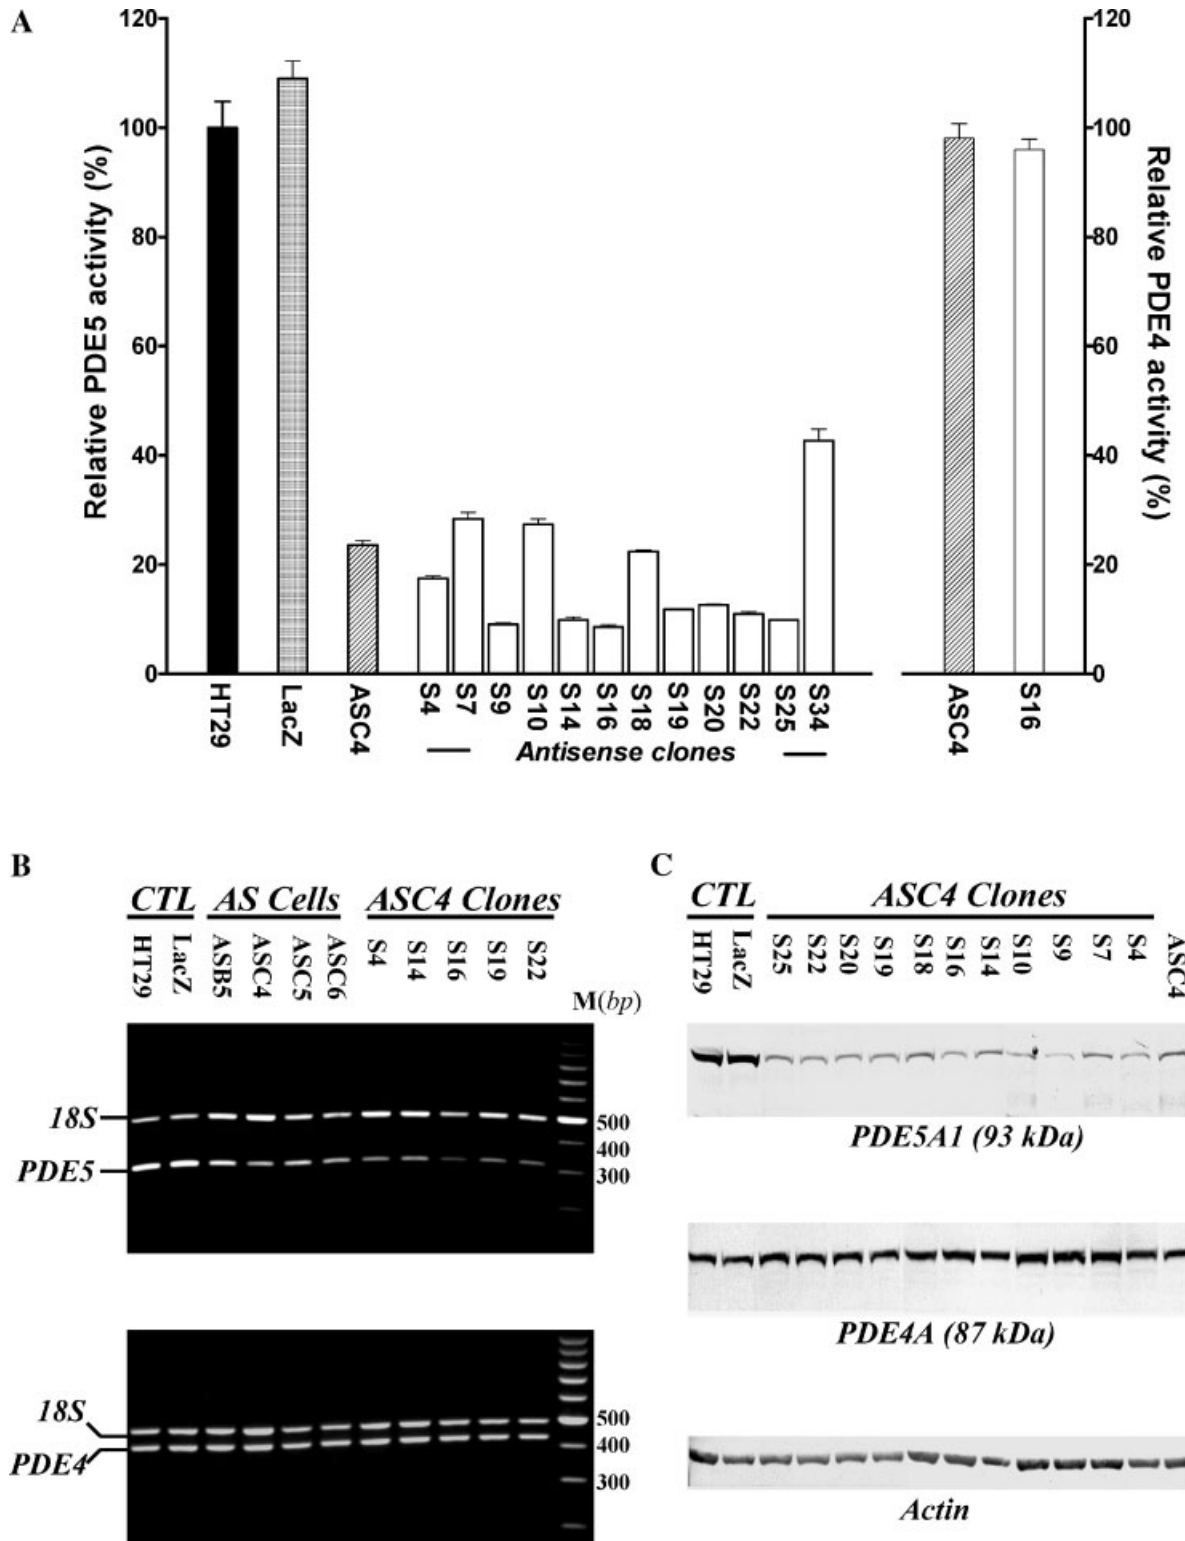 A
Relative PDE5 activity (%)
120
100
80
60
40
20
0
HT29
LacZ
ASC4
S4
S7
S9
S10
S14
S16
S18
S19
S20
S22
S25
S34
Antisense clones
ASC4
S16
120
100
80
60
40
20
0
Relative PDE4 activity (%)
B
CTL
AS Cells
ASC4 Clones
HT29
LacZ
ASB5
ASC4
ASC5
ASC6
S4
S14
S16
S19
S22
M(bp)
18S
PDE5
500
400
300
18S
PDE4
500
400
300
C
CTL
ASC4 Clones
HT29
LacZ
S25
S22
S20
S19
S18
S16
S14
S10
S9
S7
S4
ASC4
PDE5A1 (93 kDa)
PDE4A (87 kDa)
Actin